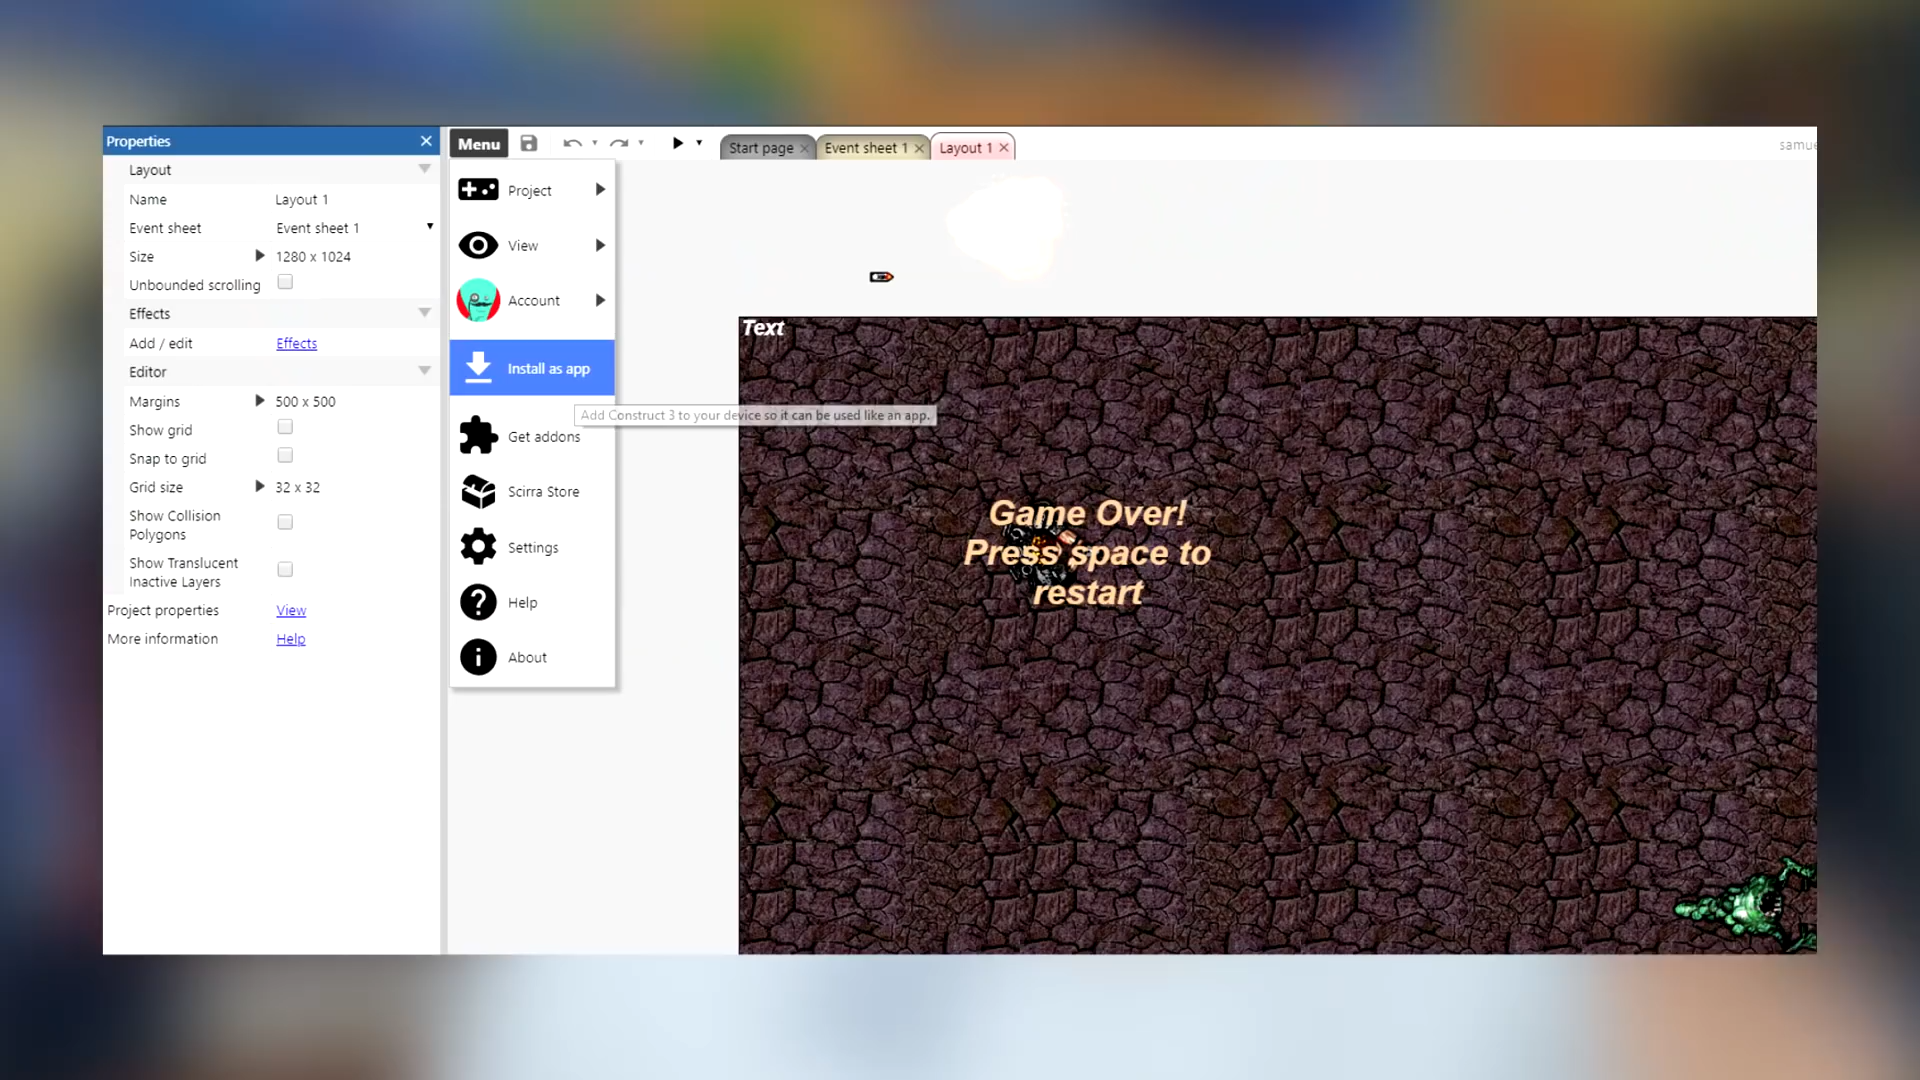 Properties
Layout
Name Layout 1
Event sheet Event sheet 1
Size 1280 x 1024
Unbounded scrolling
Effects
Add / edit Effects
Editor
Margins 500 x 500
Show grid
Snap to grid
Grid size 32 x 32
Show Collision
Polygons
Show Translucent
Inactive Layers
Project properties View
More information Help
Menu
Start page
Event sheet 1
Layout 1
samue
Project
View
Account
Install as app
Add Construct 3 to your device so it can be used like an app.
Get addons
Scirra Store
Settings
Help
About
Text
Game Over!
Press space to
restart